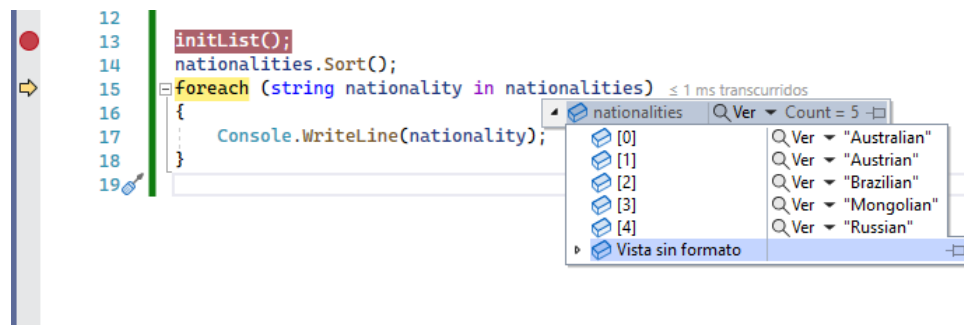 12
13 initList();
14 nationalities.Sort();
15 foreach (string nationality in nationalities) ≤ 1 ms transcurridos
16 {
nationalities Ver Count = 5
17 Console.WriteLine(nationality);
[0] Ver "Australian"
18 }
[1] Ver "Austrian"
19
[2] Ver "Brazilian"
[3] Ver "Mongolian"
[4] Ver "Russian"
Vista sin formato